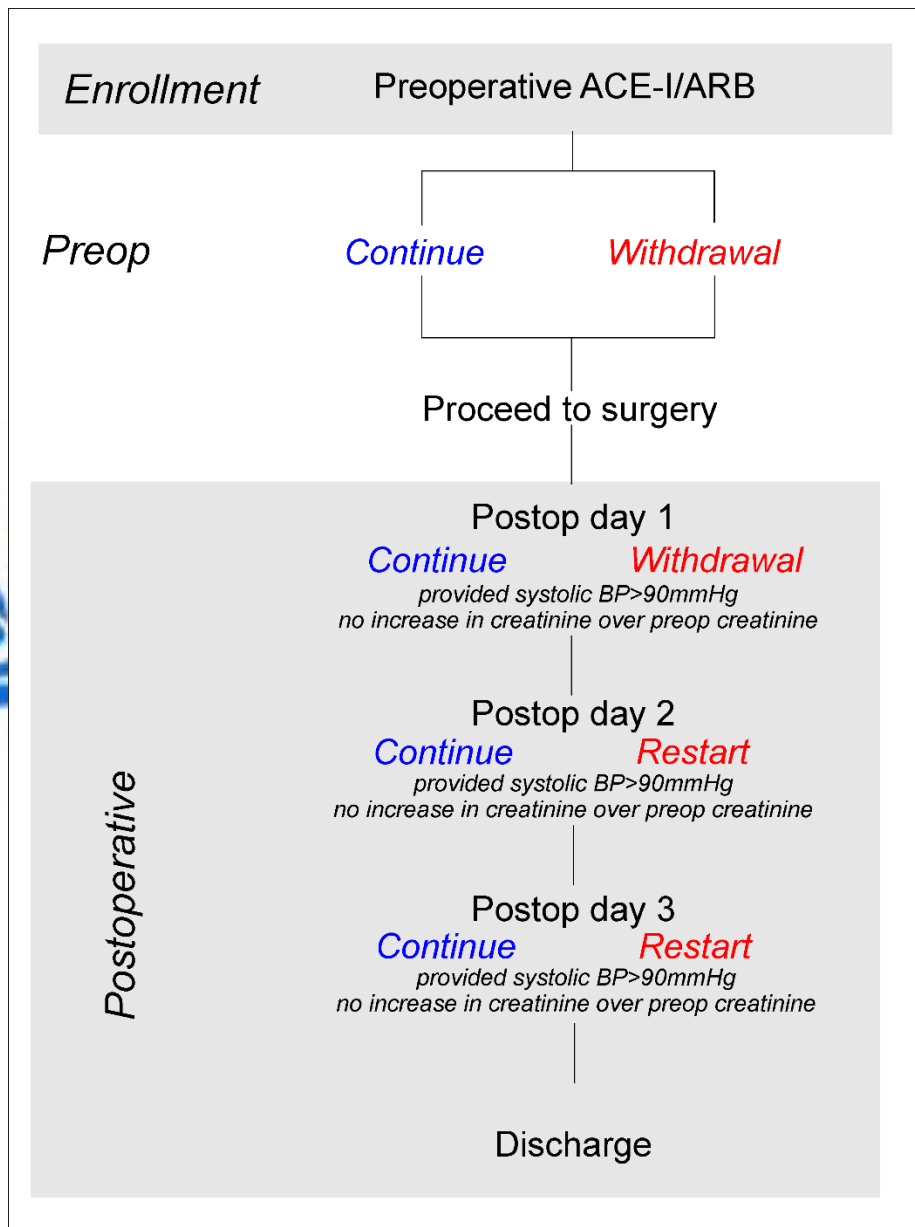 Enrollment Preoperative ACE-I/ARB
Preop Continue Withdrawal
Proceed to surgery
Postoperative
Postop day 1
Continue Withdrawal
provided systolic BP>90mmHg
no increase in creatinine over preop creatinine
Postop day 2
Continue Restart
provided systolic BP>90mmHg
no increase in creatinine over preop creatinine
Postop day 3
Continue Restart
provided systolic BP>90mmHg
no increase in creatinine over preop creatinine
Discharge